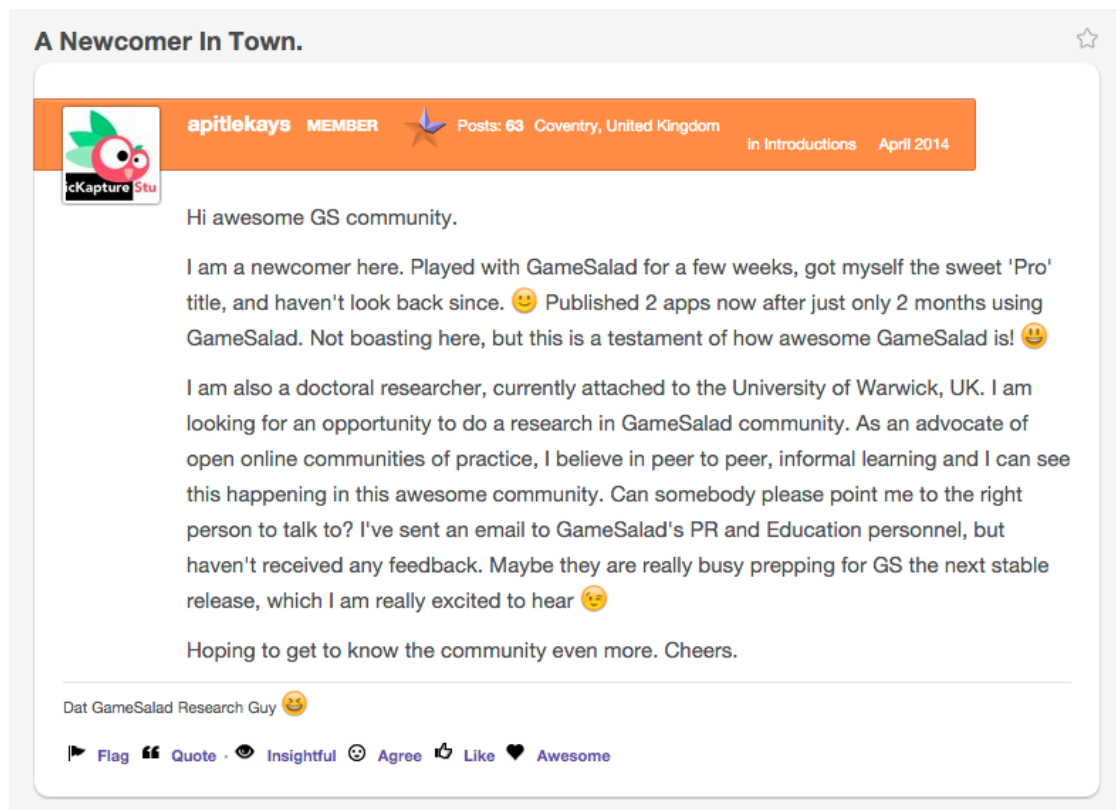 A Newcomer In Town.
apitlekays MEMBER Posts: 63 Coventry, United Kingdom
in Introductions April 2014
icKapture Stu
Hi awesome GS community.
I am a newcomer here. Played with GameSalad for a few weeks, got myself the sweet 'Pro'
title, and haven't look back since. 🙂 Published 2 apps now after just only 2 months using
GameSalad. Not boasting here, but this is a testament of how awesome GameSalad is! 😃
I am also a doctoral researcher, currently attached to the University of Warwick, UK. I am
looking for an opportunity to do a research in GameSalad community. As an advocate of
open online communities of practice, I believe in peer to peer, informal learning and I can see
this happening in this awesome community. Can somebody please point me to the right
person to talk to? I've sent an email to GameSalad's PR and Education personnel, but
haven't received any feedback. Maybe they are really busy prepping for GS the next stable
release, which I am really excited to hear 😉
Hoping to get to know the community even more. Cheers.
Dat GameSalad Research Guy 😆
Flag Quote · Insightful Agree Like Awesome